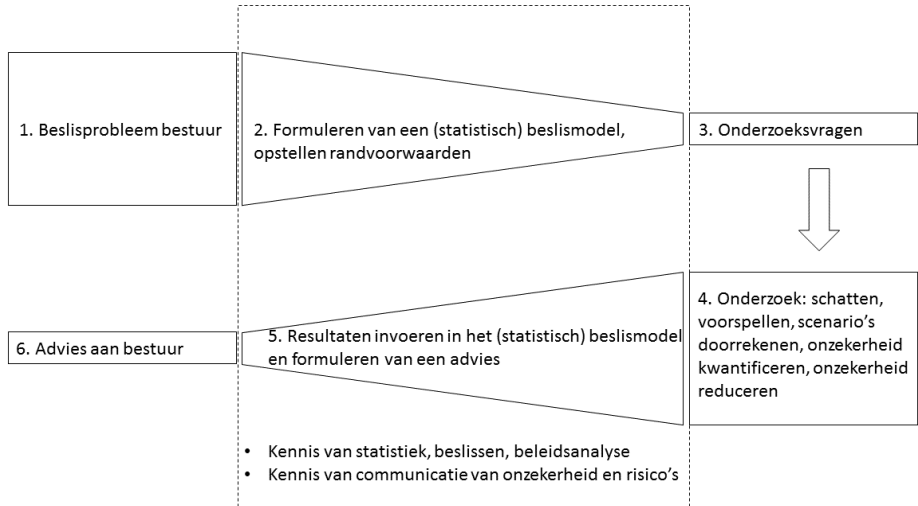 1. Beslisprobleem bestuur
2. Formuleren van een (statistisch) beslismodel,
opstellen randvoorwaarden
3. Onderzoeksvragen
4. Onderzoek: schatten,
voorspellen, scenario's
doorrekenen, onzekerheid
kwantificeren, onzekerheid
reduceren
5. Resultaten invoeren in het (statistisch) beslismodel
en formuleren van een advies
6. Advies aan bestuur
• Kennis van statistiek, beslissen, beleidsanalyse
• Kennis van communicatie van onzekerheid en risico's